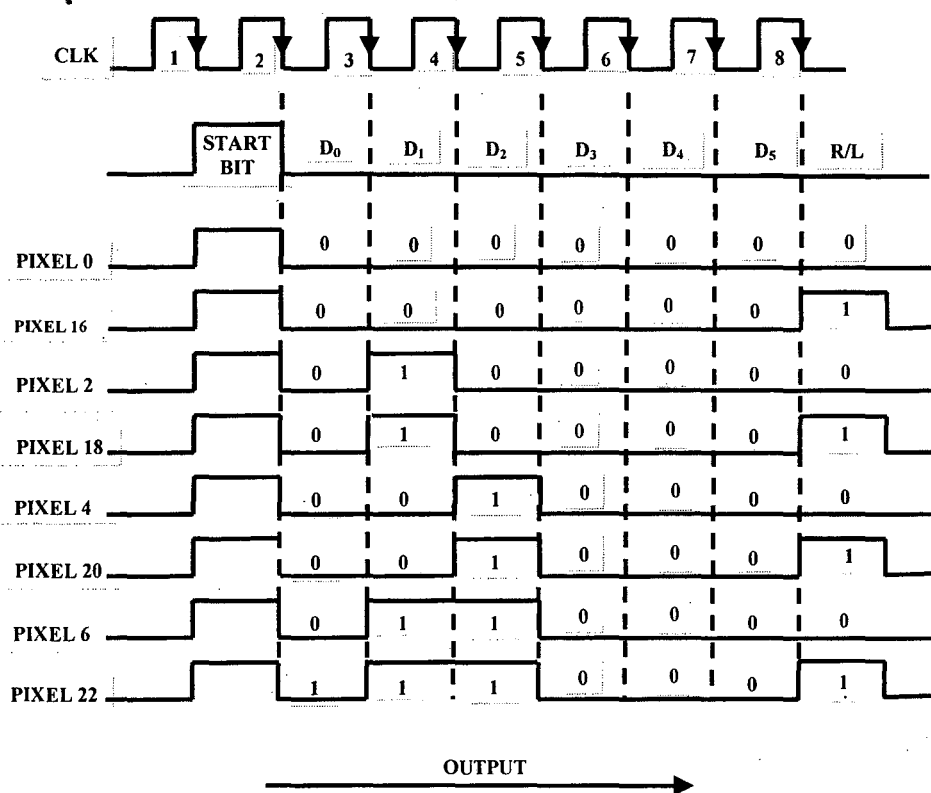 CLK 1 2 3 4 5 6 7 8
START BIT D₀ D₁ D₂ D₃ D₄ D₅ R/L
PIXEL 0 0 0 0 0 0 0 0
PIXEL 16 0 0 0 0 0 0 1
PIXEL 2 0 1 0 0 0 0 0
PIXEL 18 0 1 0 0 0 0 1
PIXEL 4 0 0 1 0 0 0 0
PIXEL 20 0 0 1 0 0 0 1
PIXEL 6 0 1 1 0 0 0 0
PIXEL 22 1 1 1 0 0 0 1
OUTPUT